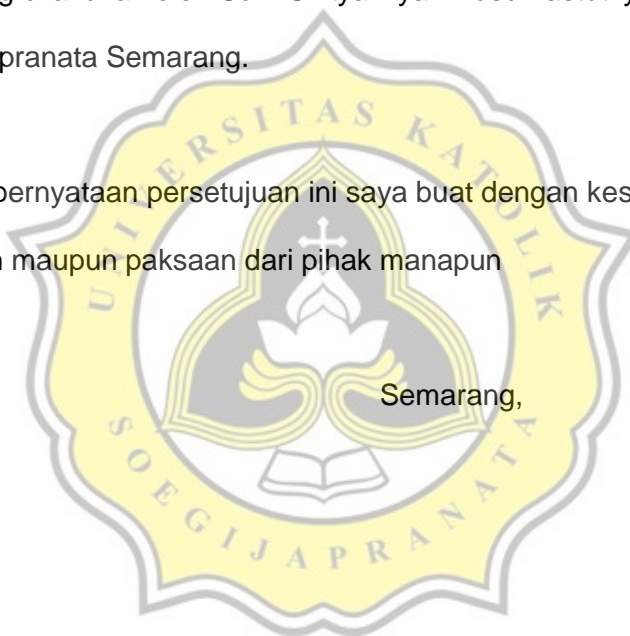 pranata Semarang.
pernyataan persetujuan ini saya buat dengan kes
maupun paksaan dari pihak manapun
Semarang,
UNIVERSITAS KATOLIK
SOEGIJAPRANATA